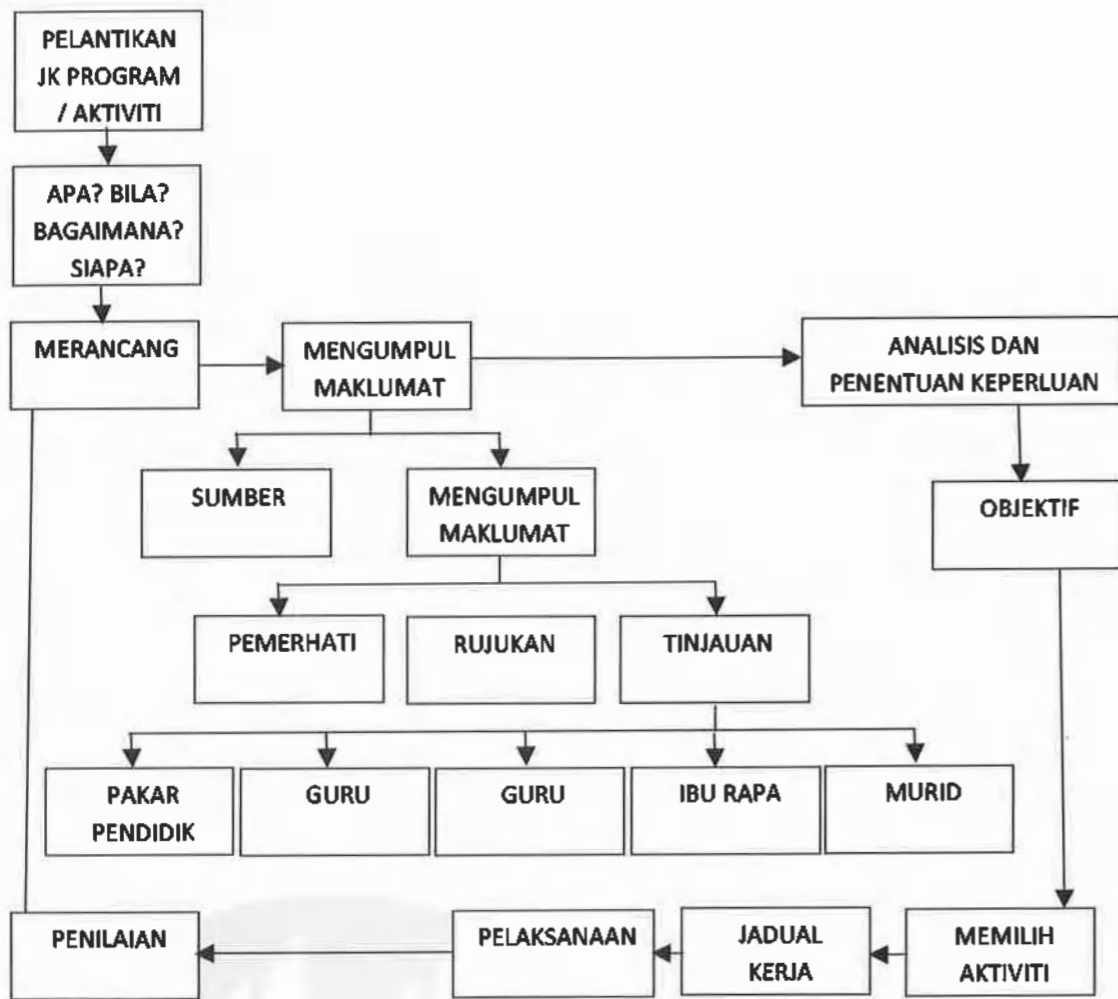 PELANTIKAN
JK PROGRAM
/ AKTIVITI
APA? BILA?
BAGAIMANA?
SIAPA?
MERANCANG
MENGUMPUL
MAKLUMAT
ANALISIS DAN
PENENTUAN KEPERLUAN
SUMBER
MENGUMPUL
MAKLUMAT
OBJEKTIF
PEMERHATI
RUJUKAN
TINJAUAN
PAKAR
PENDIDIK
GURU
GURU
IBU RAPA
MURID
PENILAIAN
PELAKSANAAN
JADUAL
KERJA
MEMILIH
AKTIVITI